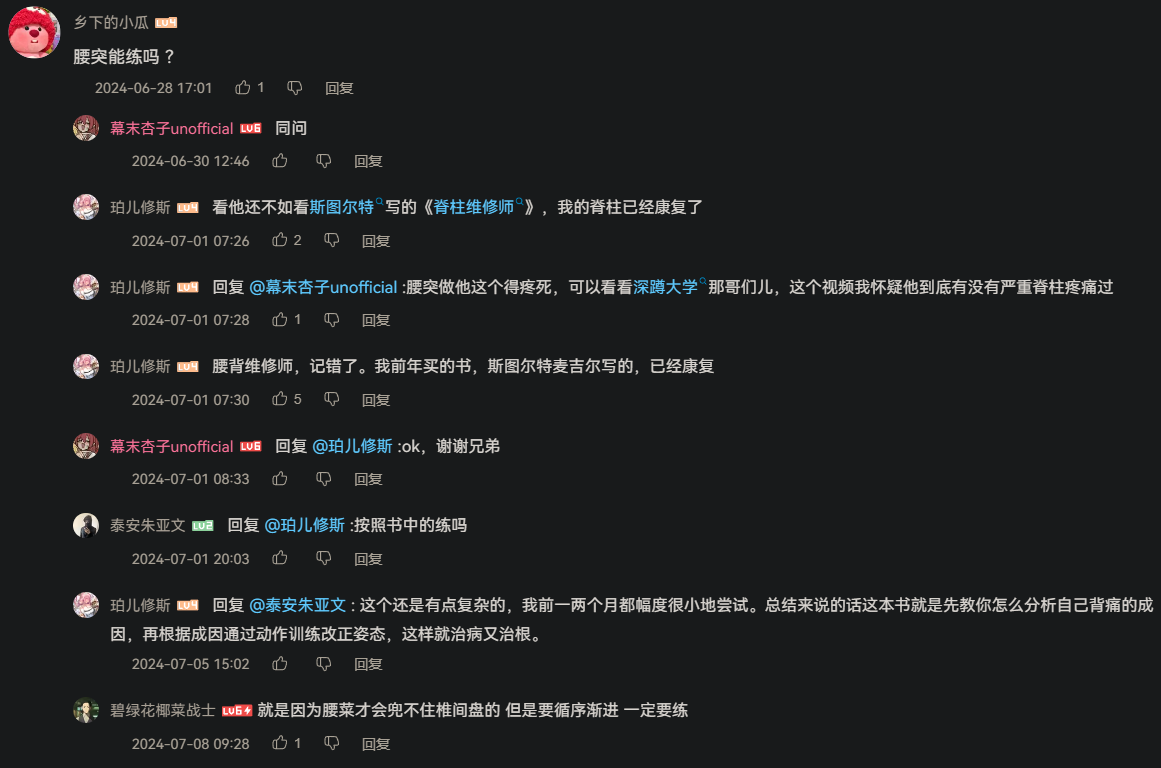 乡下的小瓜 LV4
腰突能练吗？
2024-06-28 17:01 1 回复
幕末杏子unofficial LV6 同问
2024-06-30 12:46 回复
珀儿修斯 LV4 看他还不如看斯图尔特写的《脊柱维修师》，我的脊柱已经康复了
2024-07-01 07:26 2 回复
珀儿修斯 LV4 回复 @幕末杏子unofficial :腰突做他这个得疼死，可以看看深蹲大学那哥们儿，这个视频我怀疑他到底有没有严重脊柱疼痛过
2024-07-01 07:28 1 回复
珀儿修斯 LV4 腰背维修师，记错了。我前年买的书，斯图尔特麦吉尔写的，已经康复
2024-07-01 07:30 5 回复
幕末杏子unofficial LV6 回复 @珀儿修斯 :ok，谢谢兄弟
2024-07-01 08:33 回复
泰安朱亚文 LV2 回复 @珀儿修斯 :按照书中的练吗
2024-07-01 20:03 回复
珀儿修斯 LV4 回复 @泰安朱亚文 : 这个还是有点复杂的，我前一两个月都幅度很小地尝试。总结来说的话这本书就是先教你怎么分析自己背痛的成
因，再根据成因通过动作训练改正姿态，这样就治病又治根。
2024-07-05 15:02 回复
碧绿花椰菜战士 LV6 就是因为腰菜才会兜不住椎间盘的 但是要循序渐进 一定要练
2024-07-08 09:28 1 回复